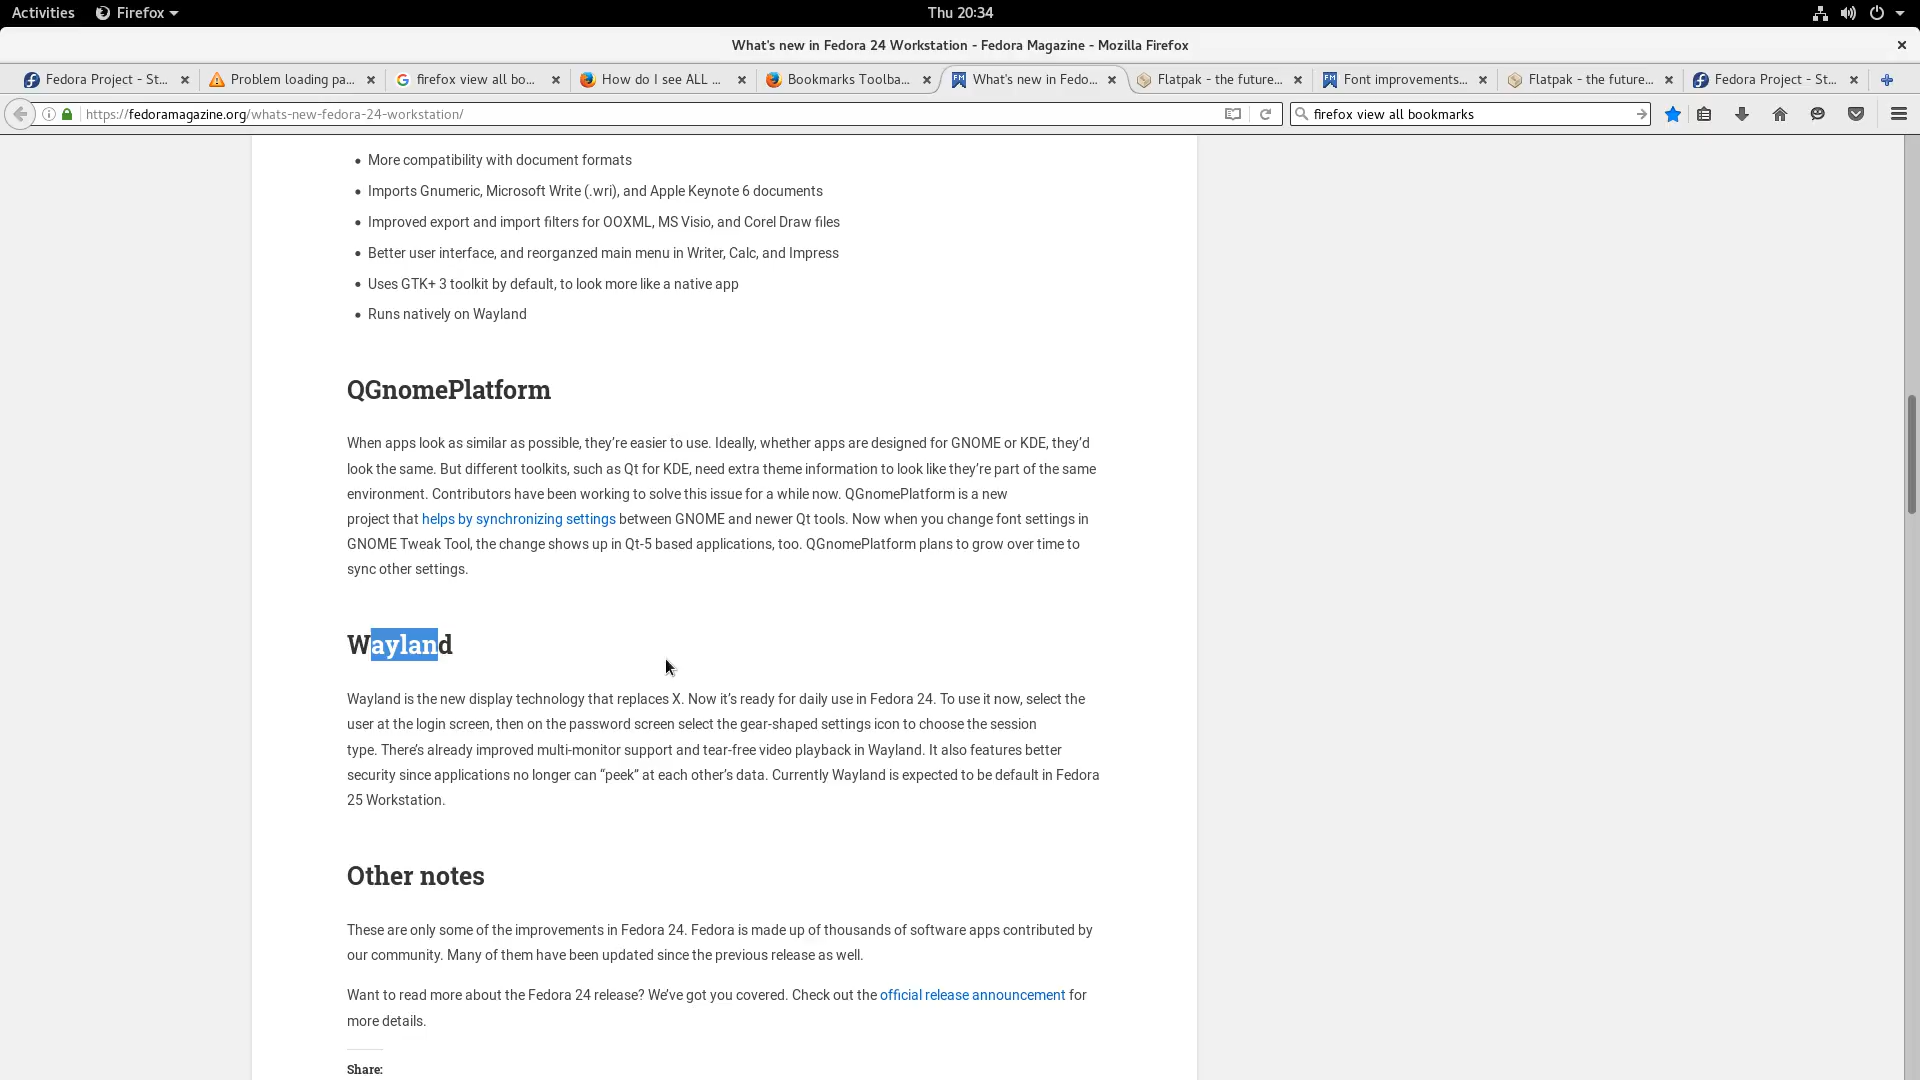 Activities Firefox Thu 20:34
What's new in Fedora 24 Workstation - Fedora Magazine - Mozilla Firefox
Fedora Project - St... Problem loading pa... firefox view all bo... How do I see ALL ... Bookmarks Toolba... What's new in Fedo... Flatpak - the future... Font improvements... Flatpak - the future... Fedora Project - St...
https://fedoramagazine.org/whats-new-fedora-24-workstation/ firefox view all bookmarks
More compatibility with document formats
Imports Gnumeric, Microsoft Write (.wri), and Apple Keynote 6 documents
Improved export and import filters for OOXML, MS Visio, and Corel Draw files
Better user interface, and reorganzed main menu in Writer, Calc, and Impress
Uses GTK+ 3 toolkit by default, to look more like a native app
Runs natively on Wayland
QGnomePlatform
When apps look as similar as possible, they’re easier to use. Ideally, whether apps are designed for GNOME or KDE, they’d
look the same. But different toolkits, such as Qt for KDE, need extra theme information to look like they’re part of the same
environment. Contributors have been working to solve this issue for a while now. QGnomePlatform is a new
project that helps by synchronizing settings between GNOME and newer Qt tools. Now when you change font settings in
GNOME Tweak Tool, the change shows up in Qt-5 based applications, too. QGnomePlatform plans to grow over time to
sync other settings.
Wayland
Wayland is the new display technology that replaces X. Now it’s ready for daily use in Fedora 24. To use it now, select the
user at the login screen, then on the password screen select the gear-shaped settings icon to choose the session
type. There’s already improved multi-monitor support and tear-free video playback in Wayland. It also features better
security since applications no longer can “peek” at each other’s data. Currently Wayland is expected to be default in Fedora
25 Workstation.
Other notes
These are only some of the improvements in Fedora 24. Fedora is made up of thousands of software apps contributed by
our community. Many of them have been updated since the previous release as well.
Want to read more about the Fedora 24 release? We’ve got you covered. Check out the official release announcement for
more details.
Share: